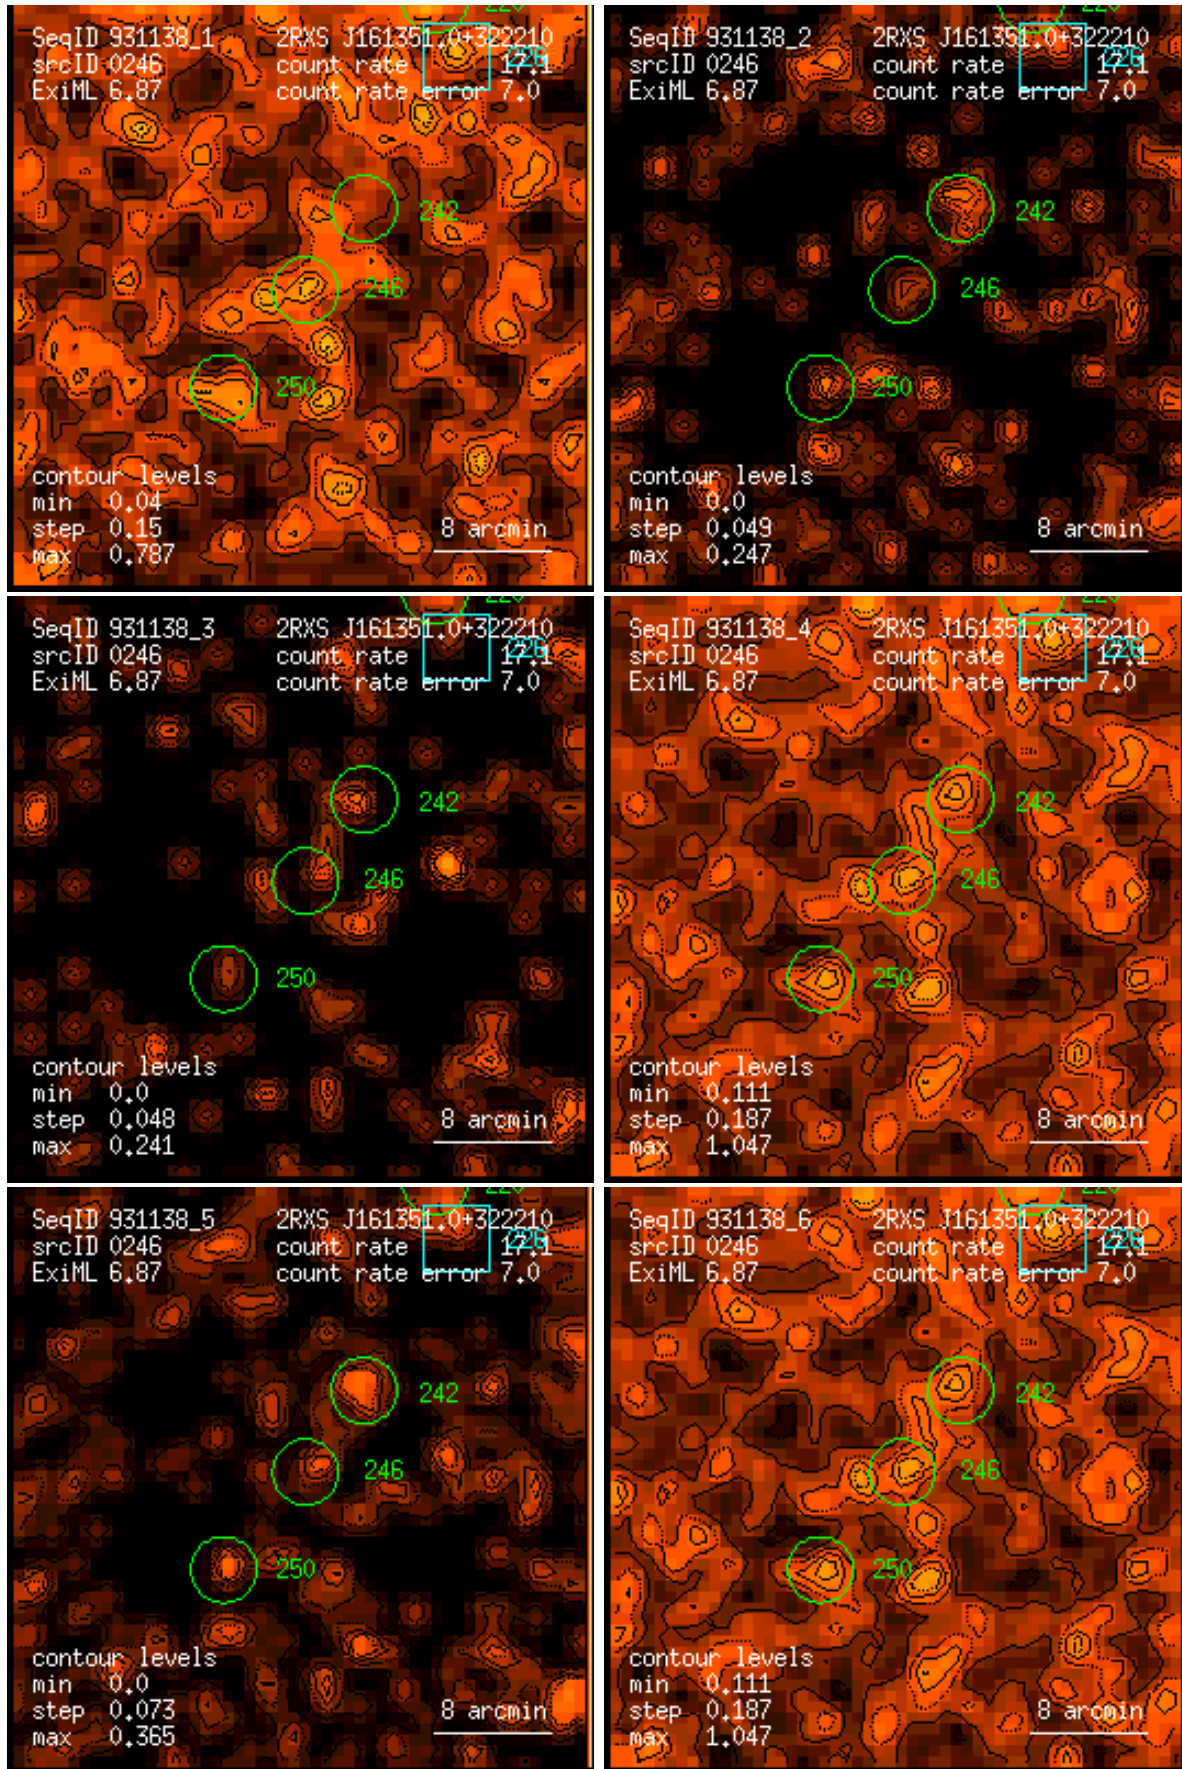 SeqID 931138_1 2RXS J161351.0+322210
srcID 0246 count rate 17.1
ExiML 6.87 count rate error 7.0
226
242
246
250
contour levels
min 0.04
step 0.15 8 arcmin
max 0.787
SeqID 931138_2 2RXS J161351.0+322210
srcID 0246 count rate 17.1
ExiML 6.87 count rate error 7.0
226
242
246
250
contour levels
min 0.0
step 0.049 8 arcmin
max 0.247
SeqID 931138_3 2RXS J161351.0+322210
srcID 0246 count rate 17.1
ExiML 6.87 count rate error 7.0
226
242
246
250
contour levels
min 0.0
step 0.048 8 arcmin
max 0.241
SeqID 931138_4 2RXS J161351.0+322210
srcID 0246 count rate 17.1
ExiML 6.87 count rate error 7.0
226
242
246
250
contour levels
min 0.111
step 0.187 8 arcmin
max 1.047
SeqID 931138_5 2RXS J161351.0+322210
srcID 0246 count rate 17.1
ExiML 6.87 count rate error 7.0
226
242
246
250
contour levels
min 0.0
step 0.073 8 arcmin
max 0.365
SeqID 931138_6 2RXS J161351.0+322210
srcID 0246 count rate 17.1
ExiML 6.87 count rate error 7.0
226
242
246
250
contour levels
min 0.111
step 0.187 8 arcmin
max 1.047